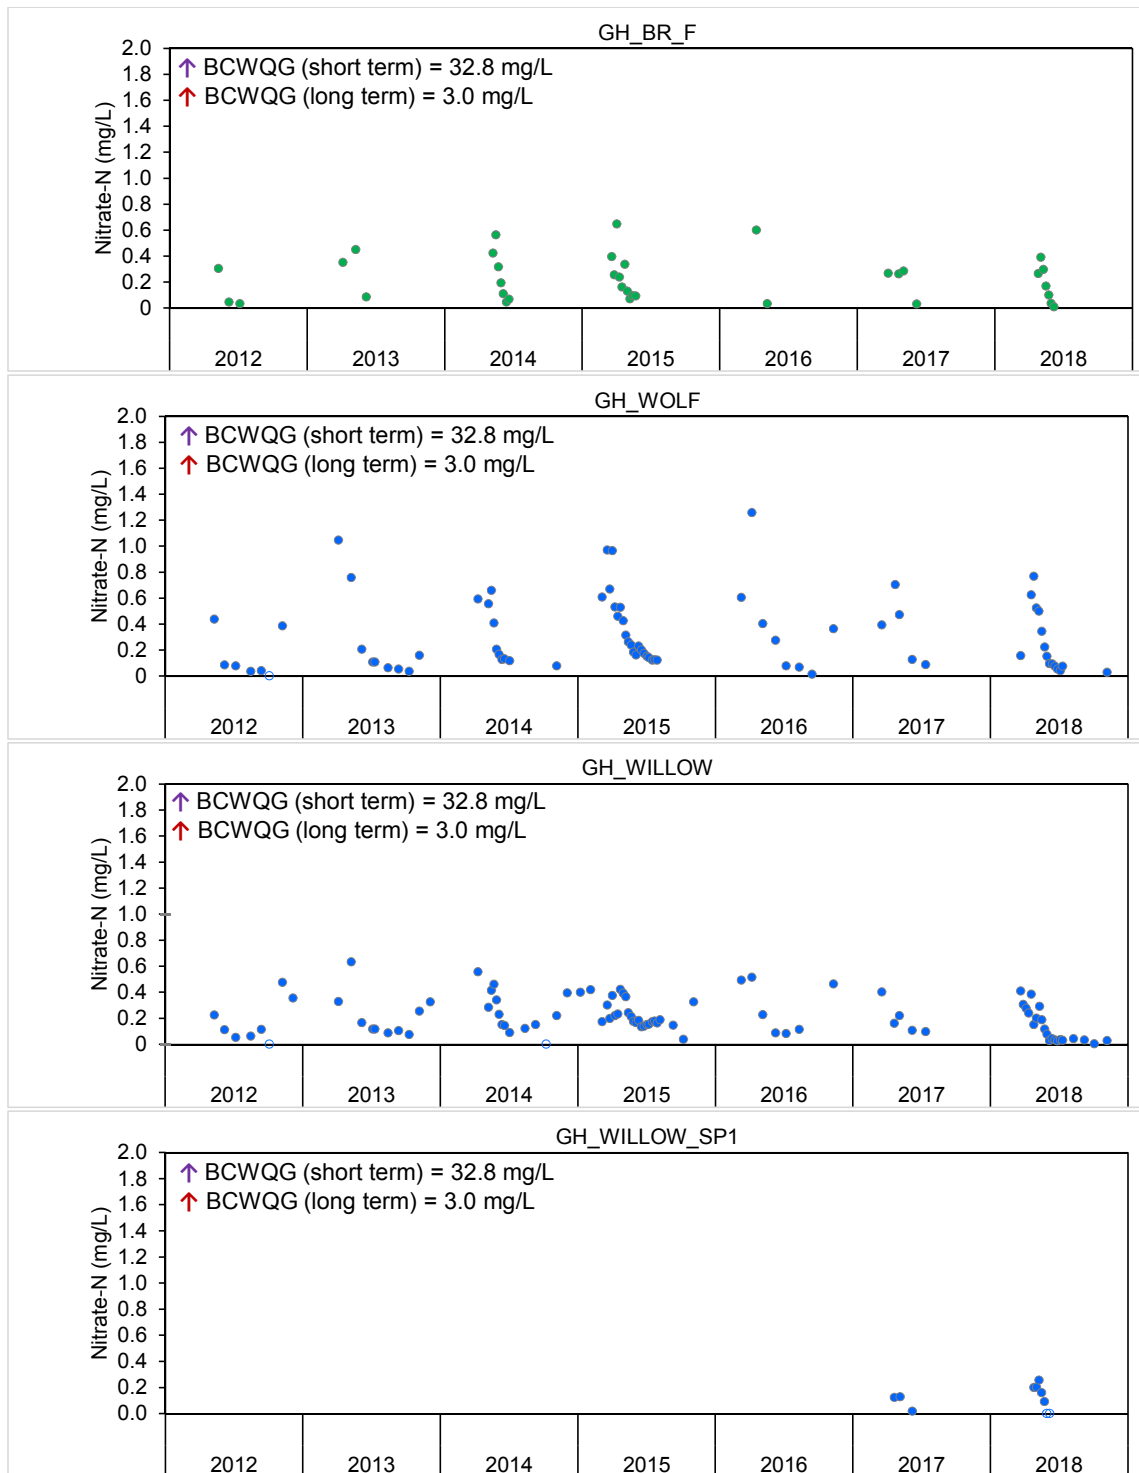 GH_BR_F
↑ BCWQG (short term) = 32.8 mg/L
↑ BCWQG (long term) = 3.0 mg/L
Nitrate-N (mg/L)
2.0
1.8
1.6
1.4
1.2
1.0
0.8
0.6
0.4
0.2
0
2012 2013 2014 2015 2016 2017 2018
GH_WOLF
↑ BCWQG (short term) = 32.8 mg/L
↑ BCWQG (long term) = 3.0 mg/L
Nitrate-N (mg/L)
2.0
1.8
1.6
1.4
1.2
1.0
0.8
0.6
0.4
0.2
0
2012 2013 2014 2015 2016 2017 2018
GH_WILLOW
↑ BCWQG (short term) = 32.8 mg/L
↑ BCWQG (long term) = 3.0 mg/L
Nitrate-N (mg/L)
2.0
1.8
1.6
1.4
1.2
1.0
0.8
0.6
0.4
0.2
0
2012 2013 2014 2015 2016 2017 2018
GH_WILLOW_SP1
↑ BCWQG (short term) = 32.8 mg/L
↑ BCWQG (long term) = 3.0 mg/L
Nitrate-N (mg/L)
2.0
1.8
1.6
1.4
1.2
1.0
0.8
0.6
0.4
0.2
0.0
2012 2013 2014 2015 2016 2017 2018